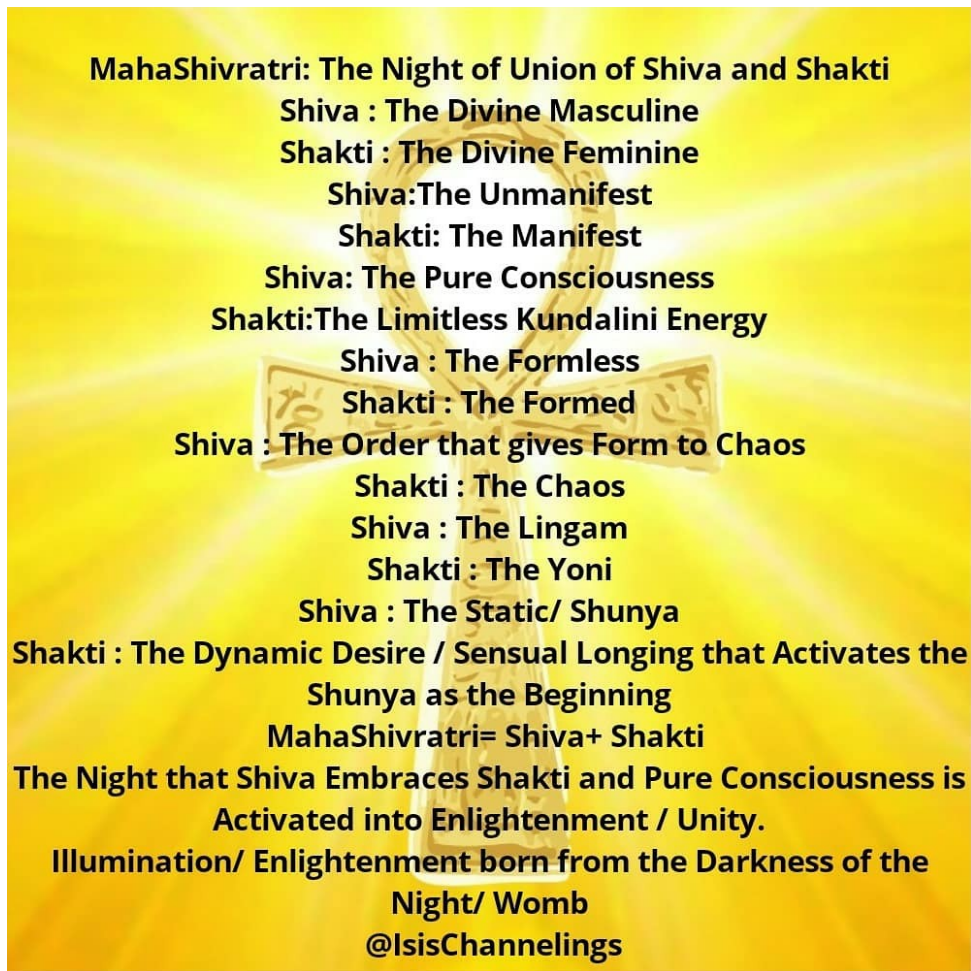 MahaShivratri: The Night of Union of Shiva and Shakti
Shiva : The Divine Masculine
Shakti : The Divine Feminine
Shiva:The Unmanifest
Shakti: The Manifest
Shiva: The Pure Consciousness
Shakti:The Limitless Kundalini Energy
Shiva : The Formless
Shakti : The Formed
Shiva : The Order that gives Form to Chaos
Shakti : The Chaos
Shiva : The Lingam
Shakti : The Yoni
Shiva : The Static/ Shunya
Shakti : The Dynamic Desire / Sensual Longing that Activates the
Shunya as the Beginning
MahaShivratri= Shiva+ Shakti
The Night that Shiva Embraces Shakti and Pure Consciousness is
Activated into Enlightenment / Unity.
Illumination/ Enlightenment born from the Darkness of the
Night/ Womb
@IsisChannelings